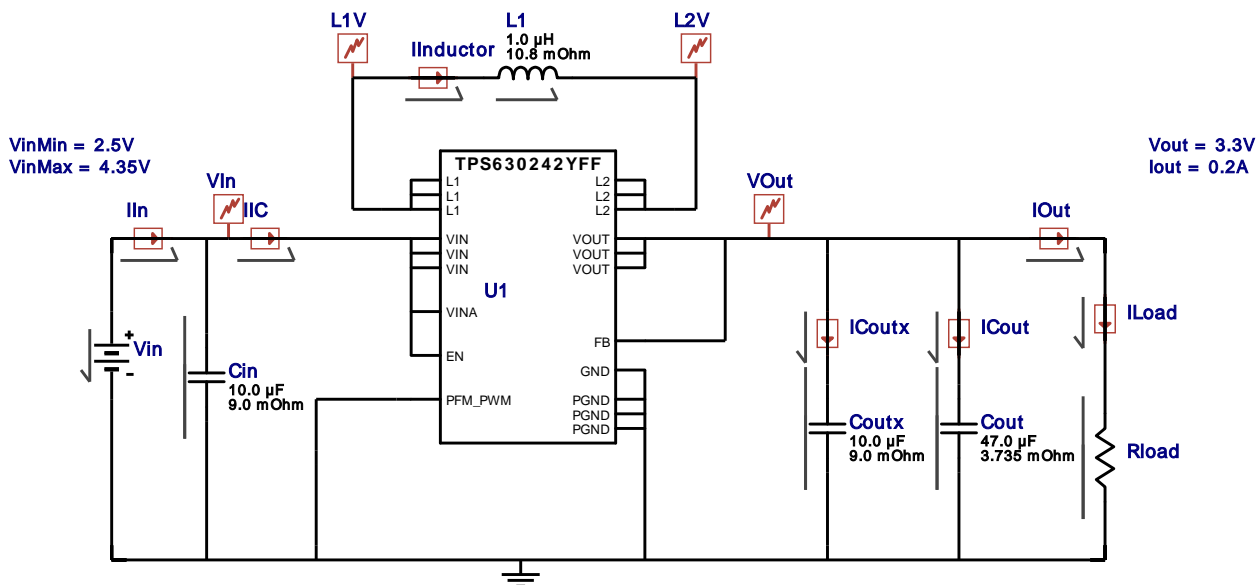 L1V
L1
L2V
IInductor
1.0 µH
10.8 mOhm
VinMin = 2.5V
VinMax = 4.35V
Vout = 3.3V
Iout = 0.2A
TPS630242YFF
L1
L1
L1
L2
L2
L2
VIn
VOut
IIn
IIC
IOut
VIN
VIN
VIN
VOUT
VOUT
VOUT
U1
VINA
FB
EN
GND
PFM_PWM
PGND
PGND
PGND
ICoutx
ICout
ILoad
+
Vin
-
Cin
10.0 µF
9.0 mOhm
Coutx
10.0 µF
9.0 mOhm
Cout
47.0 µF
3.735 mOhm
Rload